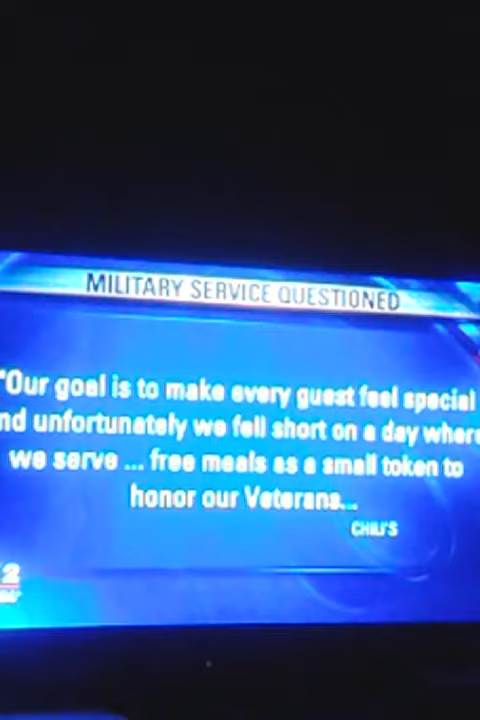 MILITARY SERVICE QUESTIONED
"Our goal is to make every guest feel special
nd unfortunately we fell short on a day where
we serve ... free meals as a small token to
honor our Veterans...
CHILI'S
2